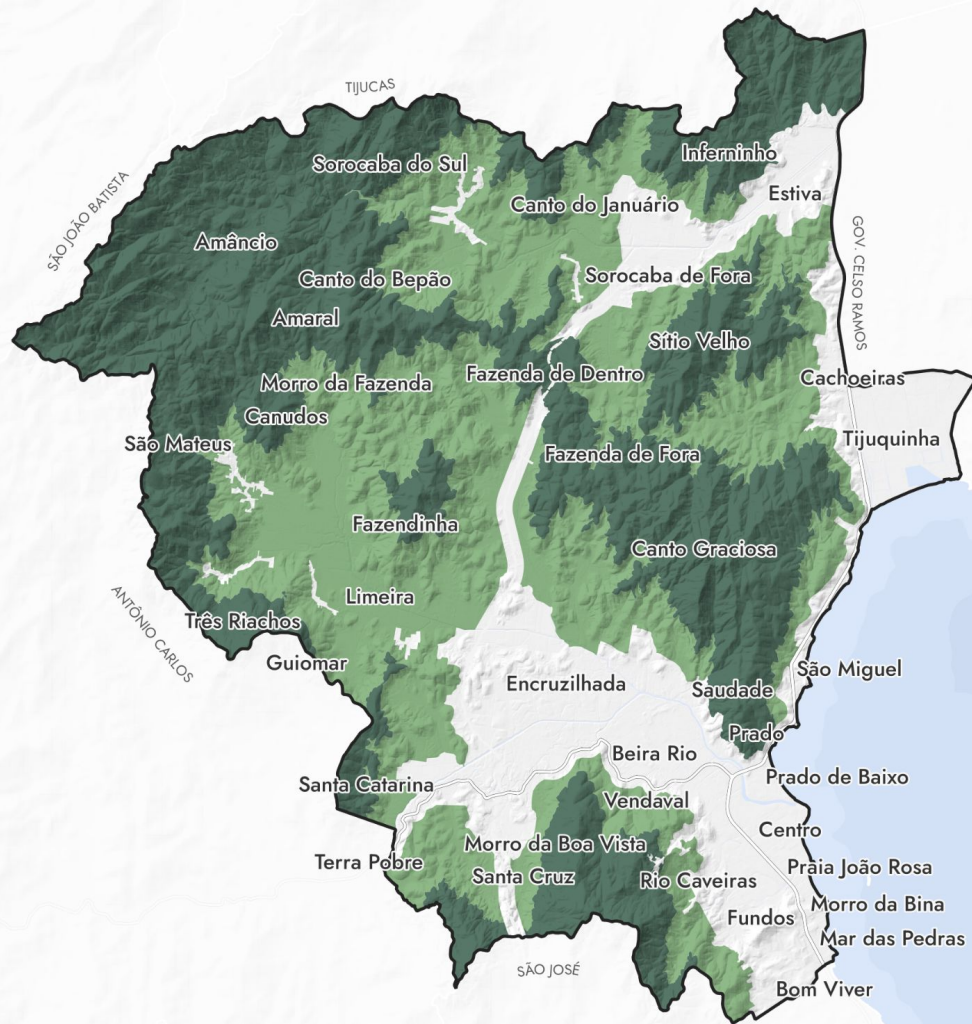 TIJUCAS
Inferninho
Sorocaba do Sul
SÃO JOÃO BATISTA
Estiva
Canto do Januário
Amâncio
GOV. CELSO RAMOS
Sorocaba de Fora
Canto do Bepão
Amaral
Sítio Velho
Fazenda de Dentro
Cachoeiras
Morro da Fazenda
Canudos
Tijuquinha
São Mateus
Fazenda de Fora
Fazendinha
Canto Graciosa
Limeira
Três Riachos
ANTÔNIO CARLOS
Guiomar
São Miguel
Encruzilhada
Saudade
Prado
Beira Rio
Prado de Baixo
Santa Catarina
Vendaval
Centro
Morro da Boa Vista
Terra Pobre
Praia João Rosa
Santa Cruz
Rio Caveiras
Morro da Bina
Fundos
Mar das Pedras
SÃO JOSÉ
Bom Viver